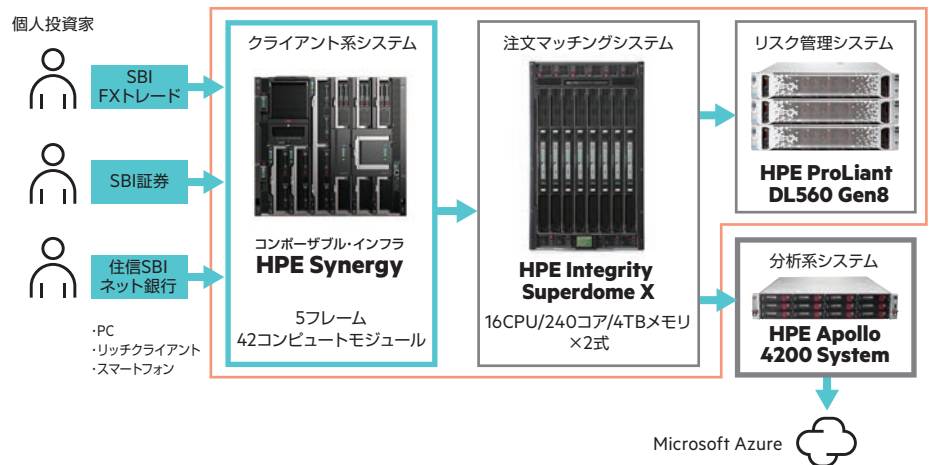 個人投資家
SBI
FXトレード
SBI証券
住信SBI
ネット銀行
・PC
・リッチクライアント
・スマートフォン
クライアント系システム
コンポーザブル・インフラ
HPE Synergy
5フレーム
42コンピュートモジュール
注文マッチングシステム
HPE Integrity
Superdome X
16CPU/240コア/4TBメモリ
×2式
リスク管理システム
HPE ProLiant
DL560 Gen8
分析系システム
HPE Apollo
4200 System
Microsoft Azure